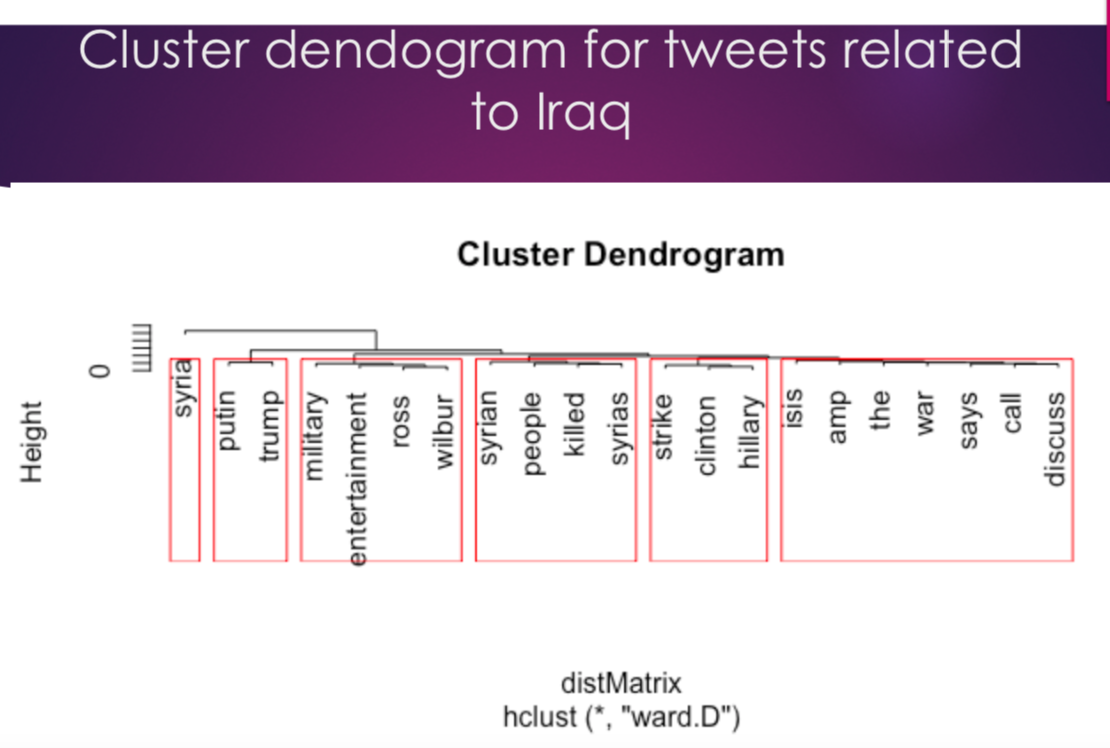 Cluster dendogram for tweets related
to Iraq
Cluster Dendrogram
Height
0
syria
putin
trump
military
entertainment
ross
wilbur
syrian
people
killed
syrias
strike
clinton
hillary
isis
amp
the
war
says
call
discuss
distMatrix
hclust (*, "ward.D")